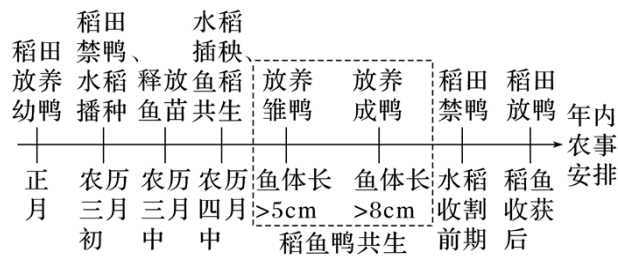 稻田
放养
幼鸭
稻田
禁鸭、
水稻
播种
释放
鱼苗
水稻
插秧、
鱼稻
共生
放养
雏鸭
放养
成鸭
稻田
禁鸭
稻田
放鸭
年内
农事
安排
正
月
农历
三月
初
农历
三月
中
农历
四月
中
鱼体长
>5cm
鱼体长
>8cm
水稻
收割
前期
稻鱼
收获
后
稻鱼鸭共生